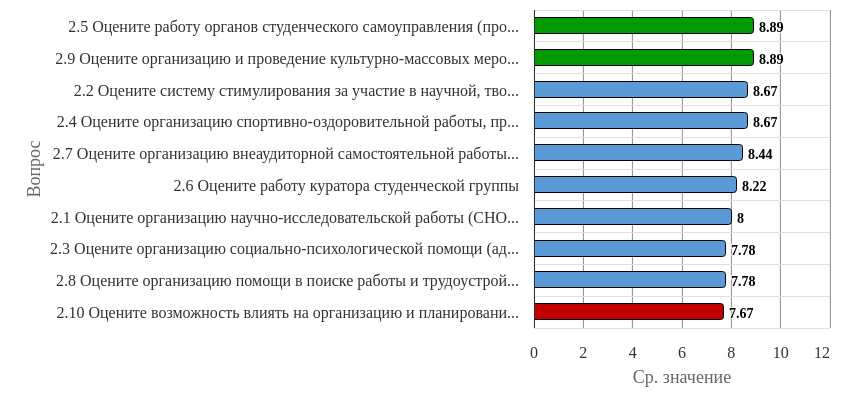 2.5 Оцените работу органов студенческого самоуправления (про... 8.89
2.9 Оцените организацию и проведение культурно-массовых меро... 8.89
2.2 Оцените систему стимулирования за участие в научной, тво... 8.67
2.4 Оцените организацию спортивно-оздоровительной работы, пр... 8.67
2.7 Оцените организацию внеаудиторной самостоятельной работы... 8.44
2.6 Оцените работу куратора студенческой группы 8.22
2.1 Оцените организацию научно-исследовательской работы (СНО... 8
2.3 Оцените организацию социально-психологической помощи (ад... 7.78
2.8 Оцените организацию помощи в поиске работы и трудоустрой... 7.78
2.10 Оцените возможность влиять на организацию и планировани... 7.67
Вопрос
0 2 4 6 8 10 12
Ср. значение